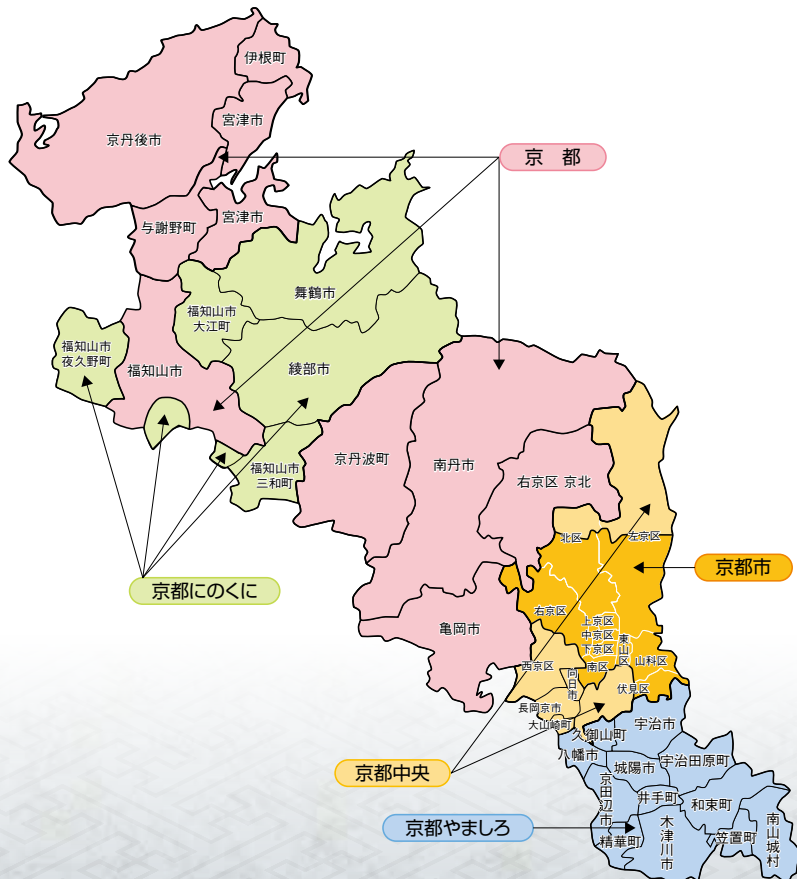 伊根町
宮津市
京丹後市
京　都
与謝野町
宮津市
舞鶴市
福知山市
大江町
福知山市
夜久野町
福知山市
綾部市
京丹波町
南丹市
福知山市
三和町
右京区 京北
北区
左京区
京都市
京都にのくに
右京区
上京区
中京区
下京区
東山区
亀岡市
西京区
南区
山科区
向日市
伏見区
長岡京市
大山崎町
久御山町
宇治市
八幡市
城陽市
宇治田原町
京都中央
京田辺市
井手町
和束町
京都やましろ
精華町
木津川市
笠置町
南山城村